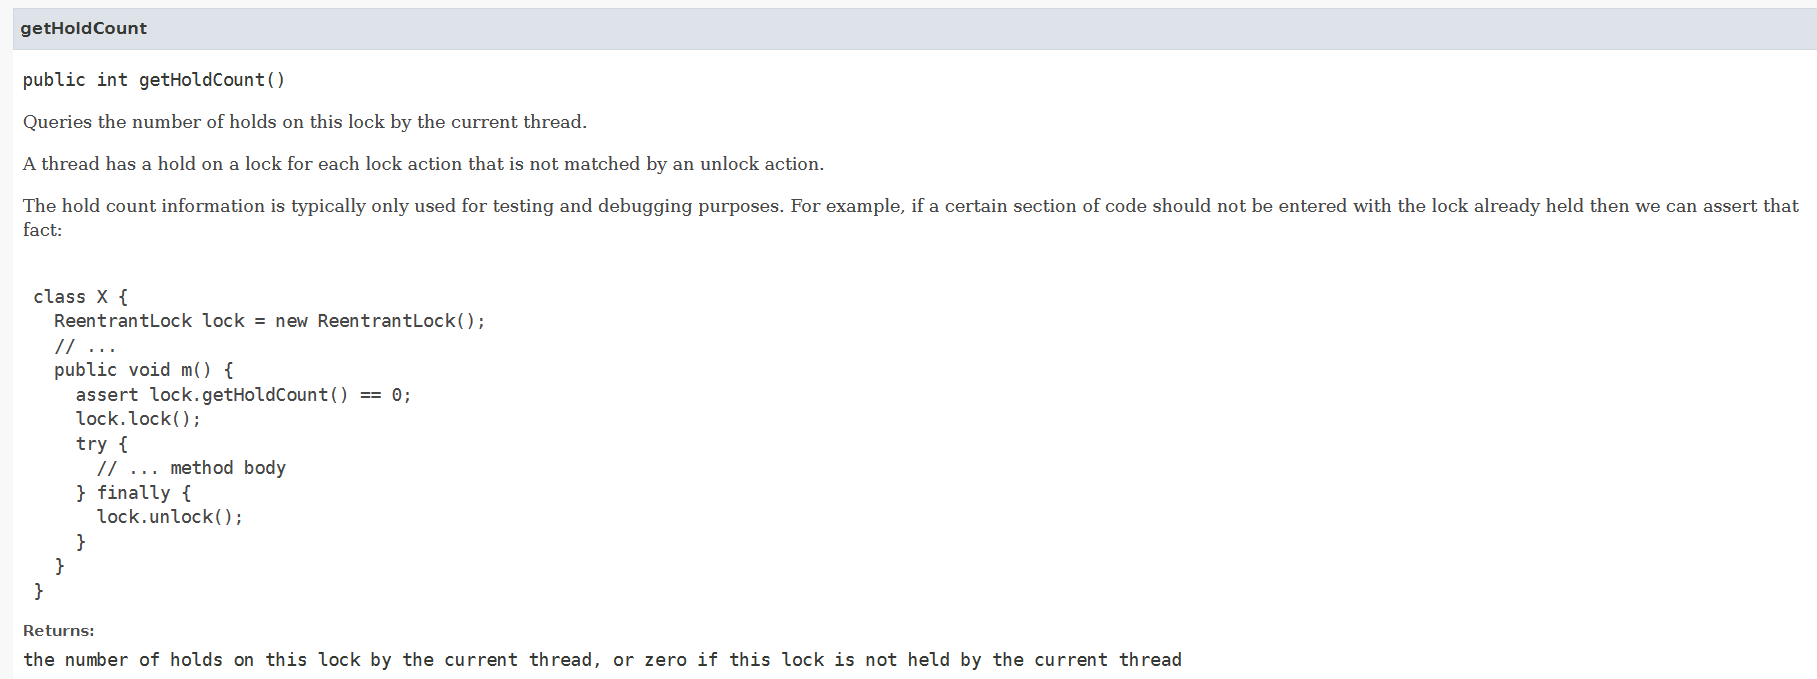 getHoldCount
public int getHoldCount()
Queries the number of holds on this lock by the current thread.
A thread has a hold on a lock for each lock action that is not matched by an unlock action.
The hold count information is typically only used for testing and debugging purposes. For example, if a certain section of code should not be entered with the lock already held then we can assert that
fact:
class X {
  ReentrantLock lock = new ReentrantLock();
  // ...
  public void m() {
    assert lock.getHoldCount() == 0;
    lock.lock();
    try {
      // ... method body
    } finally {
      lock.unlock();
    }
  }
}
Returns:
the number of holds on this lock by the current thread, or zero if this lock is not held by the current thread